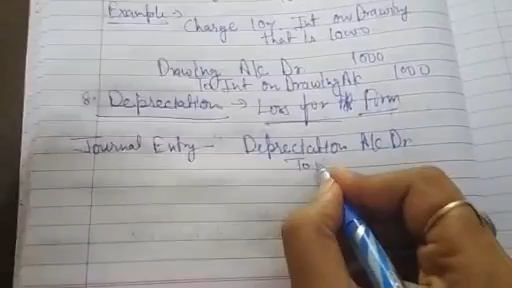 Example →
Charge 10% Int on Drawing
that is 10000
Drawing A/c Dr 1000
To Int on Drawing A/c 1000
8. Depreciation → Loss for the Firm
Journal Entry - Depreciation A/c Dr
To